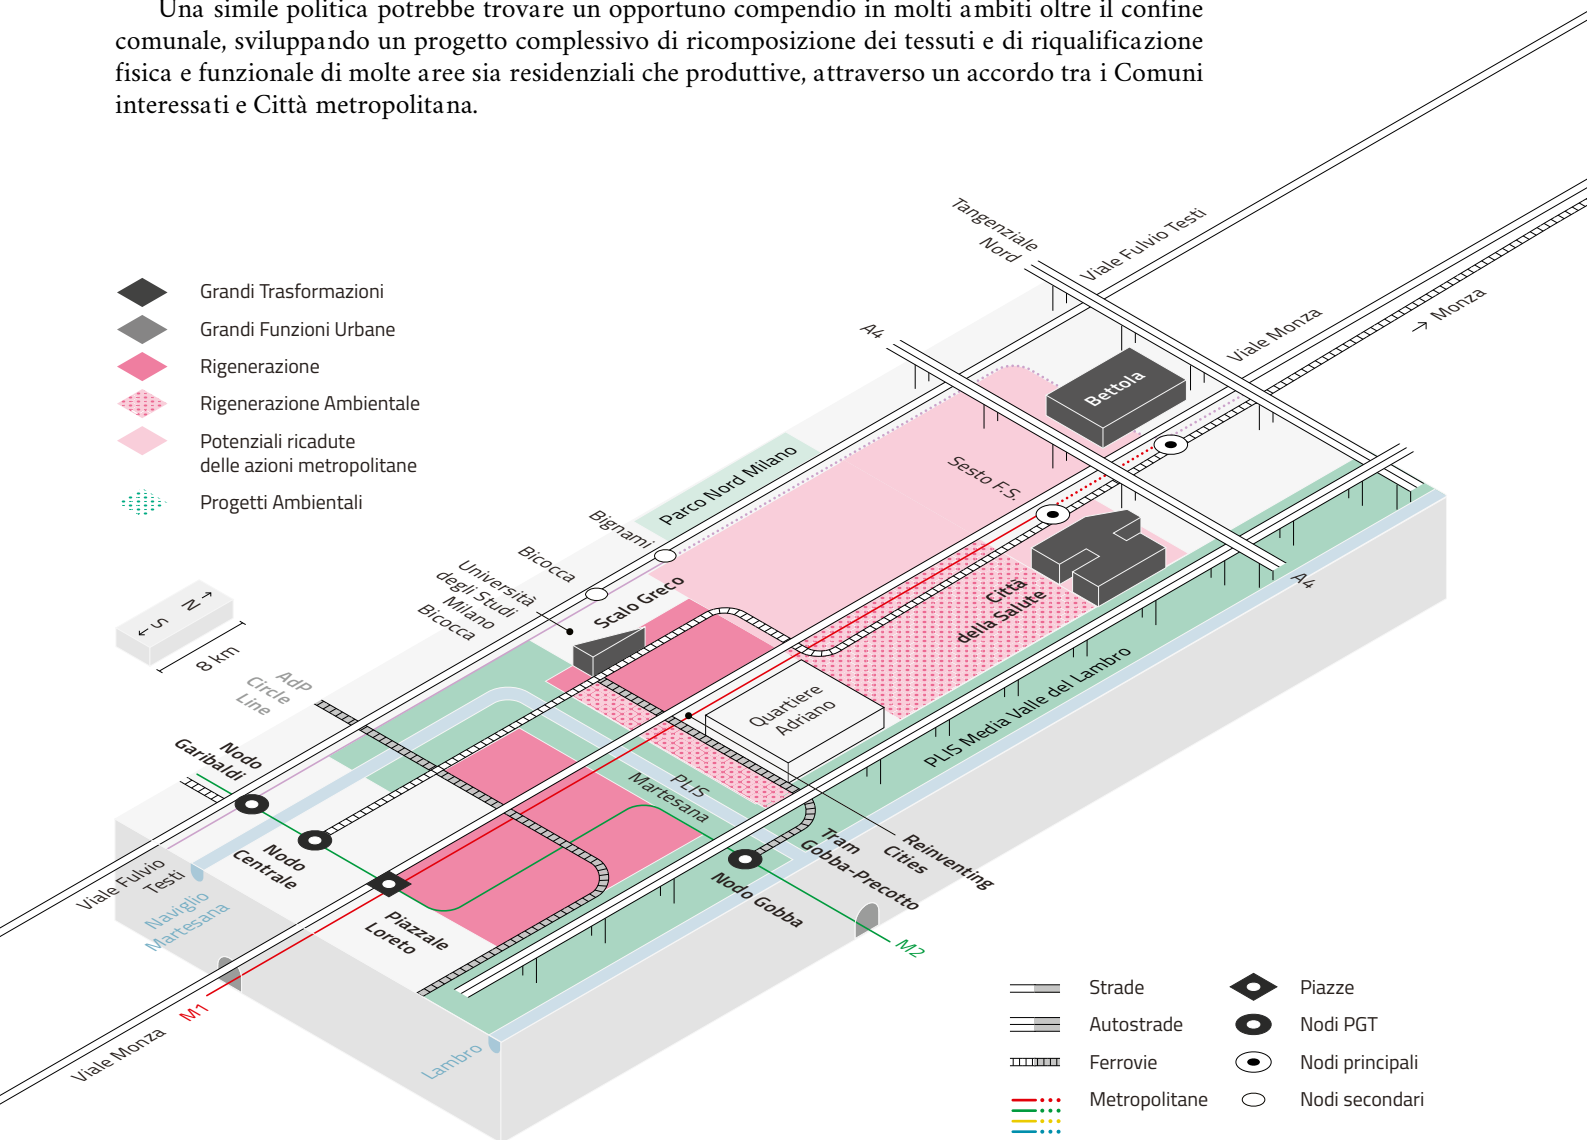 Una simile politica potrebbe trovare un opportuno compendio in molti ambiti oltre il confine
comunale, sviluppando un progetto complessivo di ricomposizione dei tessuti e di riqualificazione
fisica e funzionale di molte aree sia residenziali che produttive, attraverso un accordo tra i Comuni
interessati e Città metropolitana.
Tangenziale
Nord
Viale Fulvio Testi
Viale Monza
→ Monza
A4
Grandi Trasformazioni
Grandi Funzioni Urbane
Rigenerazione
Rigenerazione Ambientale
Potenziali ricadute
delle azioni metropolitane
Progetti Ambientali
Bettola
Sesto F.S.
Parco Nord Milano
Bignami
Bicocca
Università
degli Studi
Milano
Bicocca
Scalo Greco
Città
della Salute
A4
N
S
8 km
AdP
Circle
Line
Quartiere
Adriano
PLIS Media Valle del Lambro
PLIS
Martesana
Nodo
Garibaldi
Nodo
Centrale
Piazzale
Loreto
Nodo Gobba
Tram
Gobba-Precotto
Reinventing
Cities
M2
Viale Fulvio
Testi
Naviglio
Martesana
M1
Viale Monza
Lambro
Strade
Autostrade
Ferrovie
Metropolitane
Piazze
Nodi PGT
Nodi principali
Nodi secondari